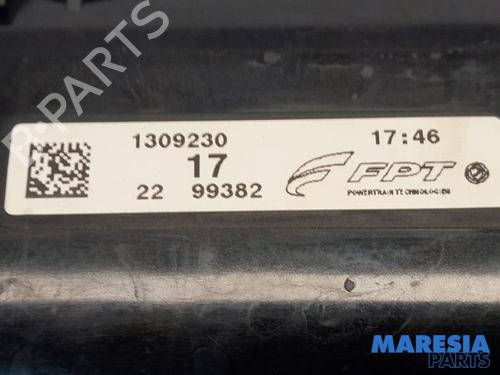 R-PARTS
1309230 17:46
17 FPT
22 99382 POWERTRAIN TECHNOLOGIES
MARESIA
PARTS